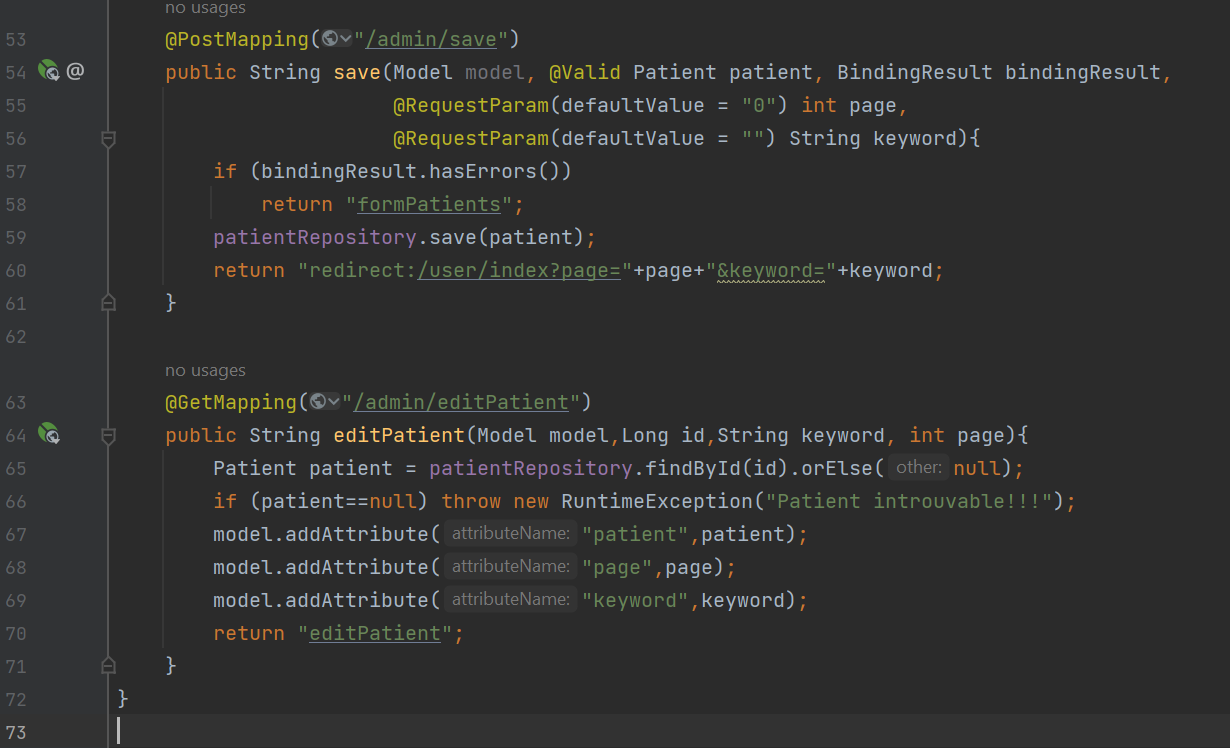 no usages
53 @PostMapping("/admin/save")
54 @ public String save(Model model, @Valid Patient patient, BindingResult bindingResult,
55 @RequestParam(defaultValue = "0") int page,
56 @RequestParam(defaultValue = "") String keyword){
57 if (bindingResult.hasErrors())
58 return "formPatients";
59 patientRepository.save(patient);
60 return "redirect:/user/index?page="+page+"&keyword="+keyword;
61 }
62
no usages
63 @GetMapping("/admin/editPatient")
64 public String editPatient(Model model,Long id,String keyword, int page){
65 Patient patient = patientRepository.findById(id).orElse( other: null);
66 if (patient==null) throw new RuntimeException("Patient introuvable!!!");
67 model.addAttribute( attributeName: "patient",patient);
68 model.addAttribute( attributeName: "page",page);
69 model.addAttribute( attributeName: "keyword",keyword);
70 return "editPatient";
71 }
72 }
73